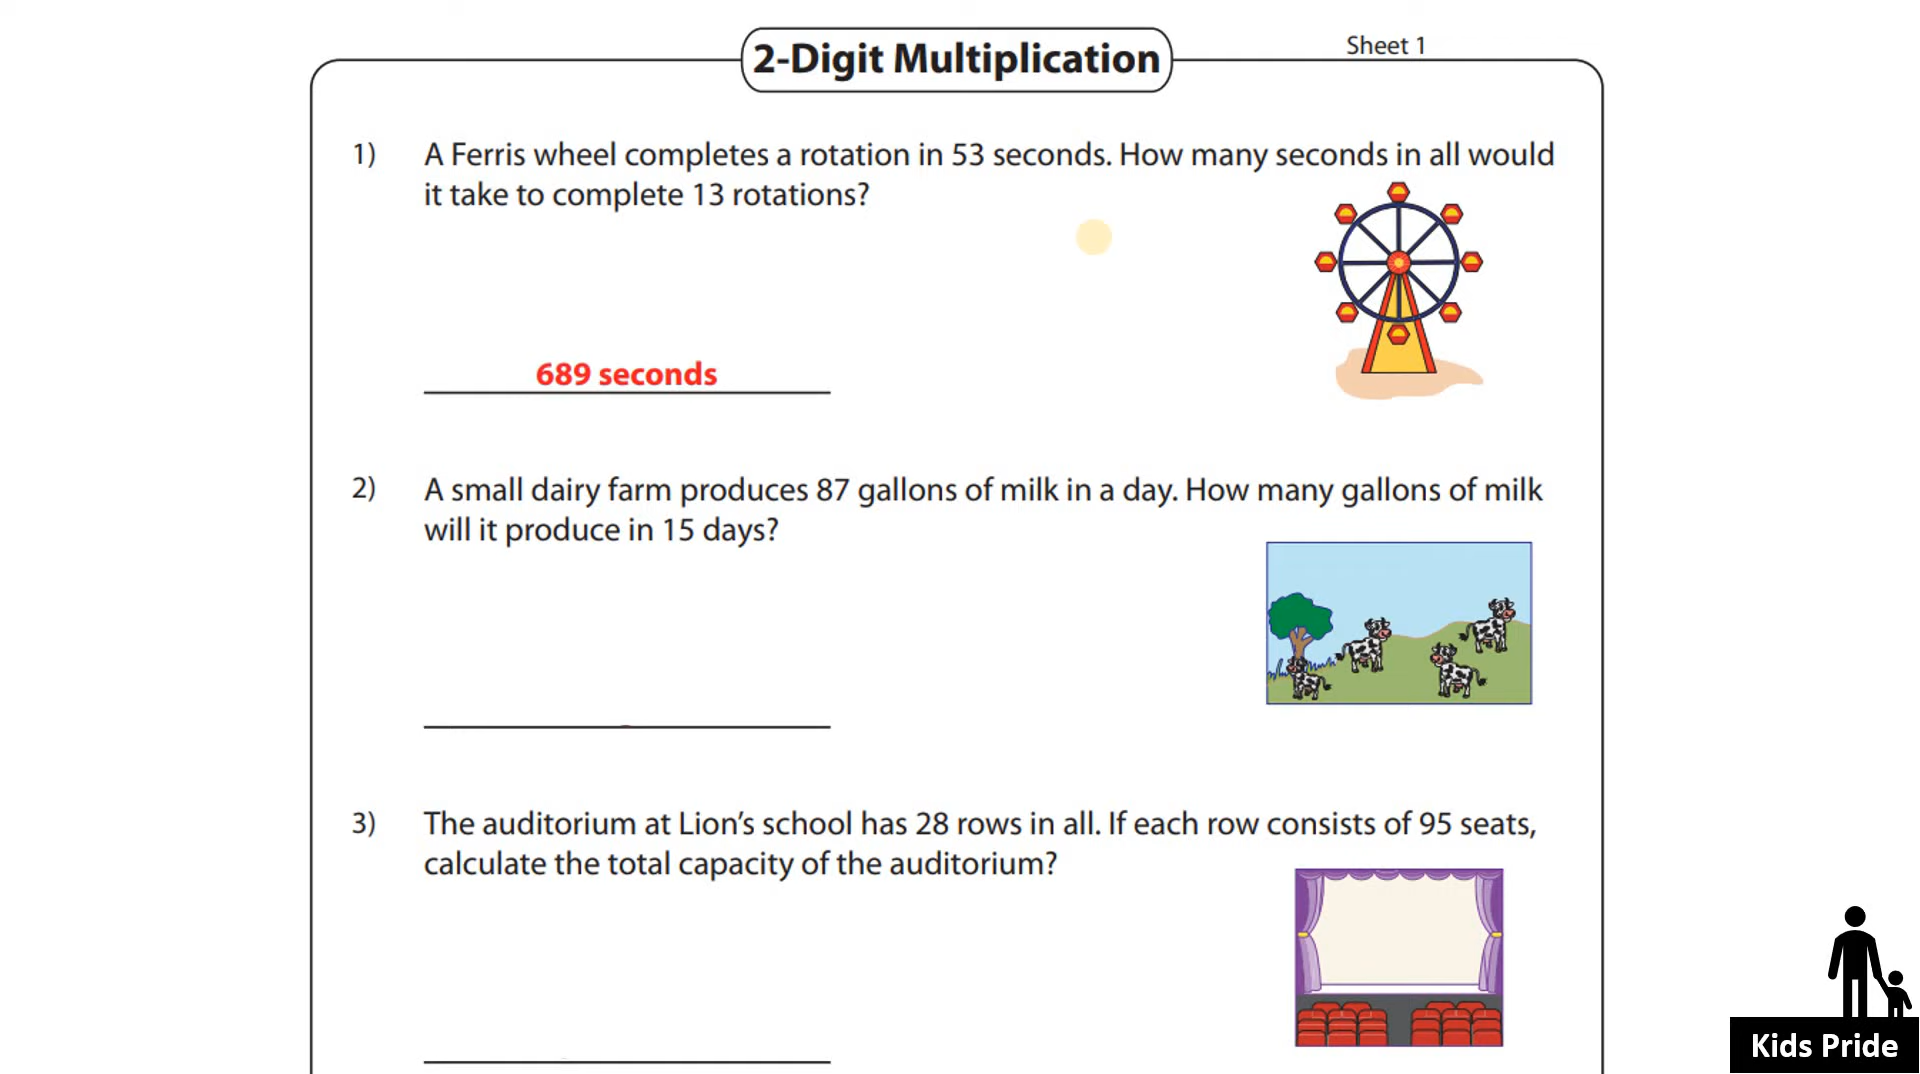 2-Digit Multiplication
Sheet 1
1) A Ferris wheel completes a rotation in 53 seconds. How many seconds in all would
it take to complete 13 rotations?
689 seconds
2) A small dairy farm produces 87 gallons of milk in a day. How many gallons of milk
will it produce in 15 days?
3) The auditorium at Lion’s school has 28 rows in all. If each row consists of 95 seats,
calculate the total capacity of the auditorium?
Kids Pride